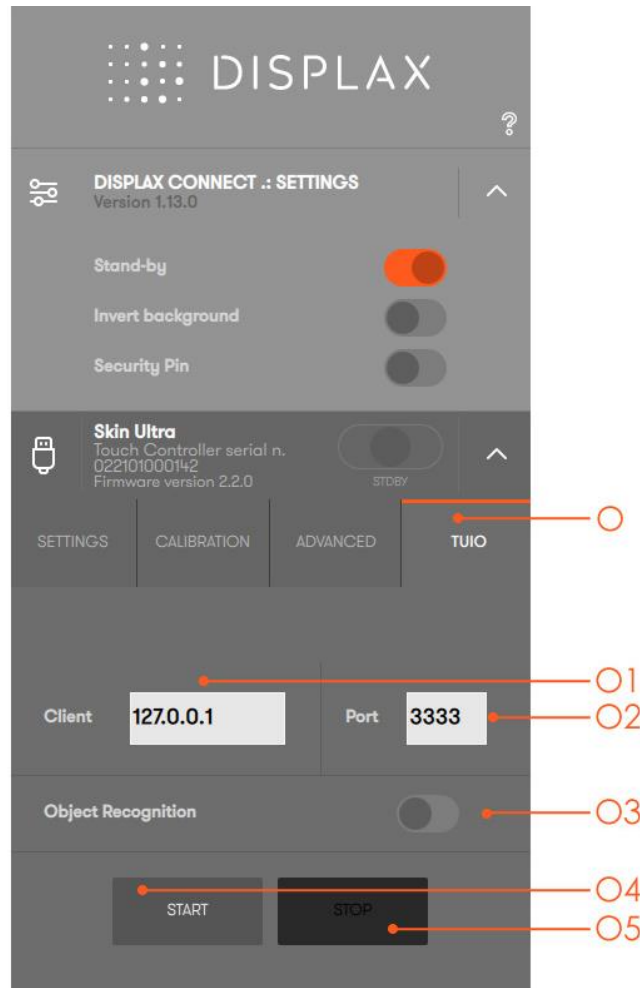 DISPLAX
?
DISPLAX CONNECT .: SETTINGS
Version 1.13.0
Stand-by
Invert background
Security Pin
Skin Ultra
Touch Controller serial n.
022101000142
Firmware version 2.2.0
STDBY
SETTINGS CALIBRATION ADVANCED TUIO
O
Client 127.0.0.1 Port 3333
O1
O2
Object Recognition
O3
START STOP
O4
O5